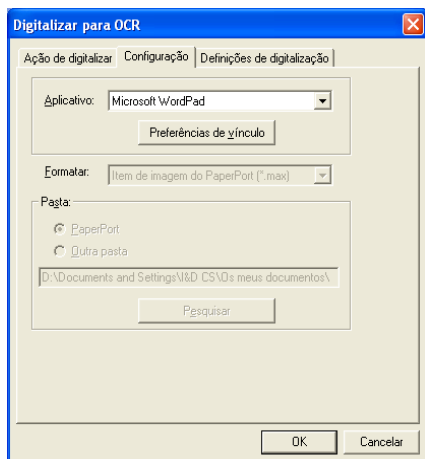 Digitalizar para OCR
Ação de digitalizar Configuração Definições de digitalização
Aplicativo: Microsoft WordPad
Preferências de vínculo
Formatar: Item de imagem do PaperPort (*.max)
Pasta:
PaperPort
Outra pasta
D:\Documents and Settings\I&D CS\Os meus documentos\
Pesquisar
OK Cancelar